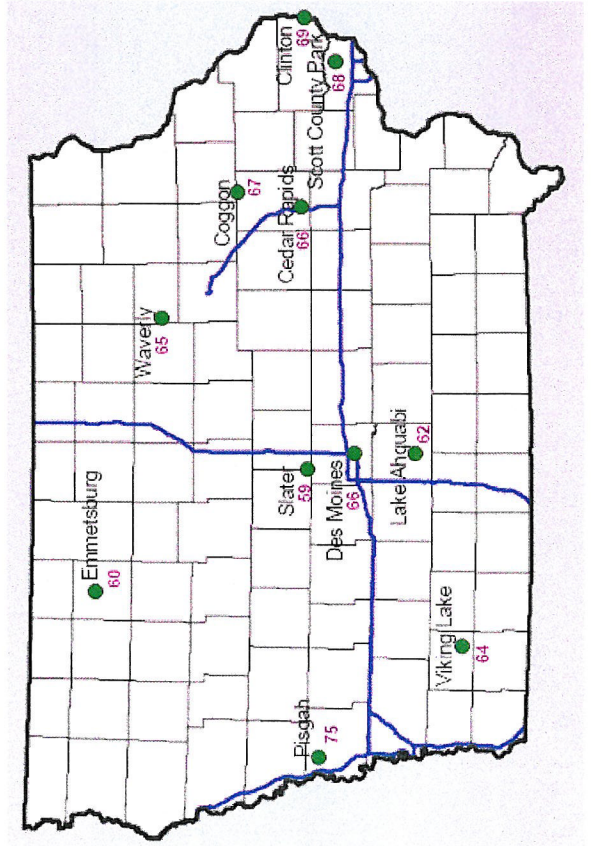 Emmetsburg
60
Waverly
65
Coggon
67
Clinton
69
Scott County Park
68
Cedar Rapids
66
Slater
59
Des Moines
66
Lake Ahquabi
62
Pisgah
75
Viking Lake
64